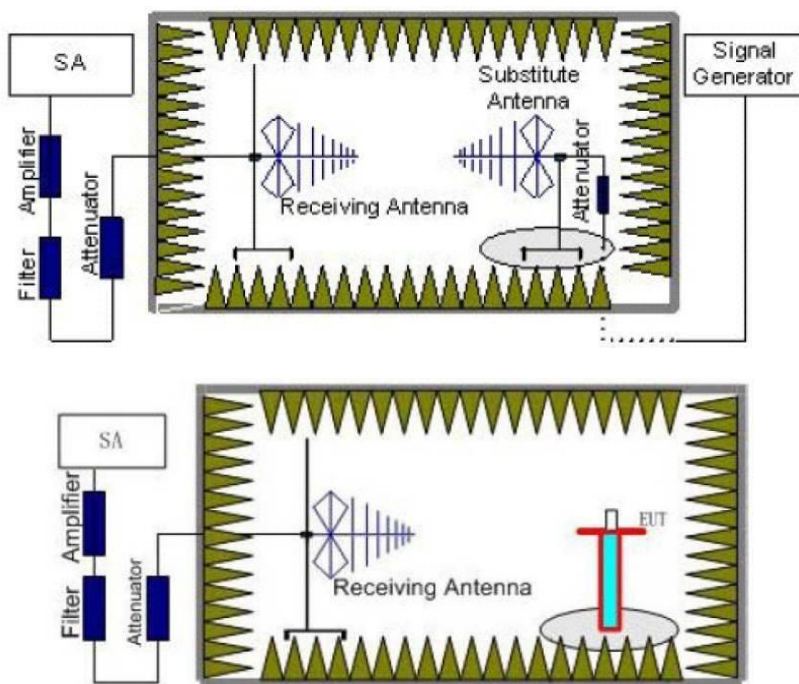 SA
Signal
Generator
Substitute
Antenna
Amplifier
Attenuator
Attenuator
Receiving Antenna
Filter
SA
Amplifier
EUT
Attenuator
Filter
Receiving Antenna